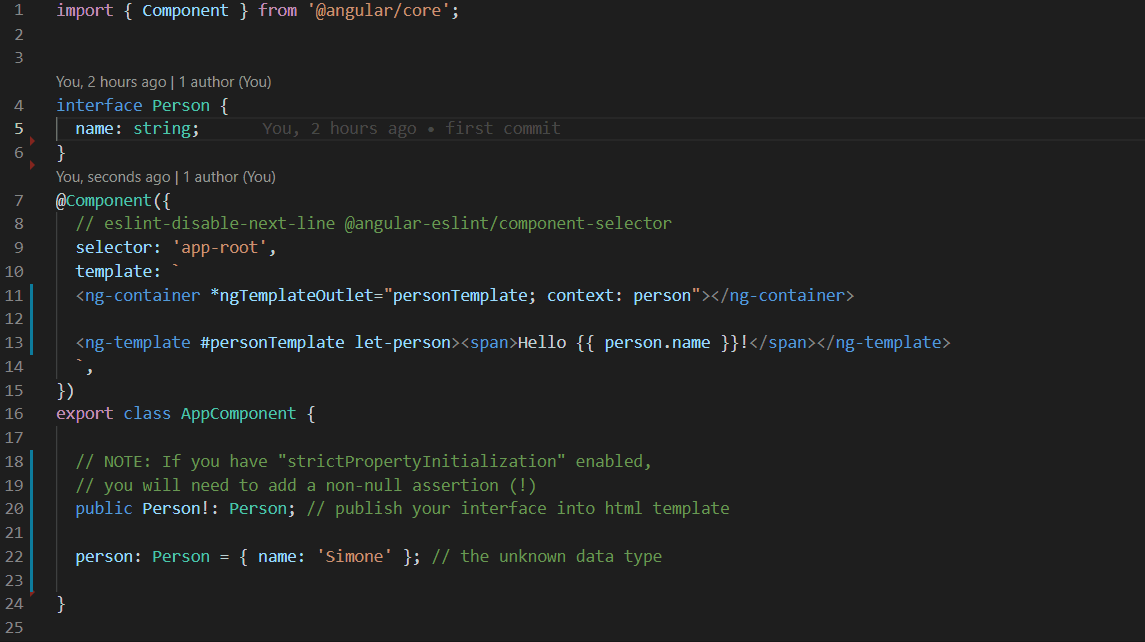 1 import { Component } from '@angular/core';
2
3
You, 2 hours ago | 1 author (You)
4 interface Person {
5 name: string; You, 2 hours ago • first commit
6 }
You, seconds ago | 1 author (You)
7 @Component({
8 // eslint-disable-next-line @angular-eslint/component-selector
9 selector: 'app-root',
10 template: `
11 <ng-container *ngTemplateOutlet="personTemplate; context: person"></ng-container>
12
13 <ng-template #personTemplate let-person><span>Hello {{ person.name }}!</span></ng-template>
14 `,
15 })
16 export class AppComponent {
17
18 // NOTE: If you have "strictPropertyInitialization" enabled,
19 // you will need to add a non-null assertion (!)
20 public Person!: Person; // publish your interface into html template
21
22 person: Person = { name: 'Simone' }; // the unknown data type
23
24 }
25